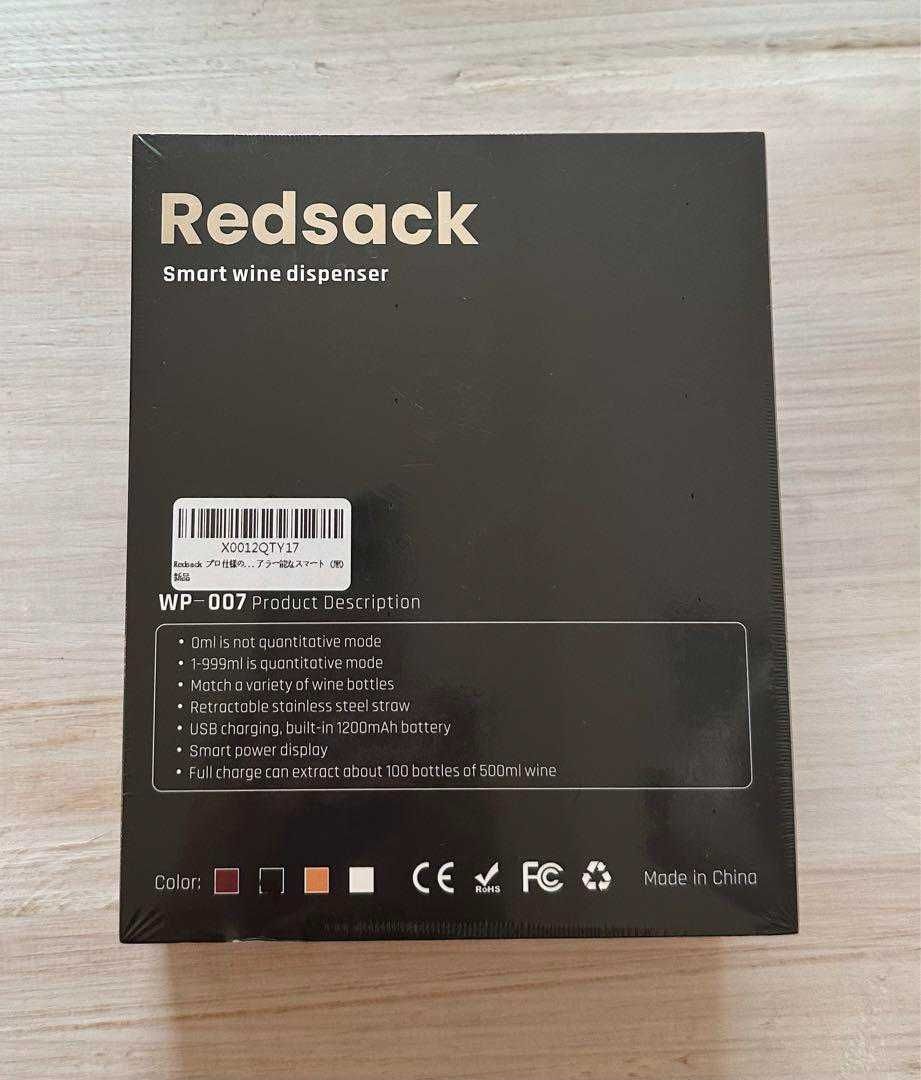 Redsack
Smart wine dispenser
X0012QTY17
Redsack プロ仕様の...アラー能なスマート (黒)
新品
WP-007 Product Description
• 0ml is not quantitative mode
• 1-999ml is quantitative mode
• Match a variety of wine bottles
• Retractable stainless steel straw
• USB charging, built-in 1200mAh battery
• Smart power display
• Full charge can extract about 100 bottles of 500ml wine
Color:
CE
RoHS
FC
Made in China